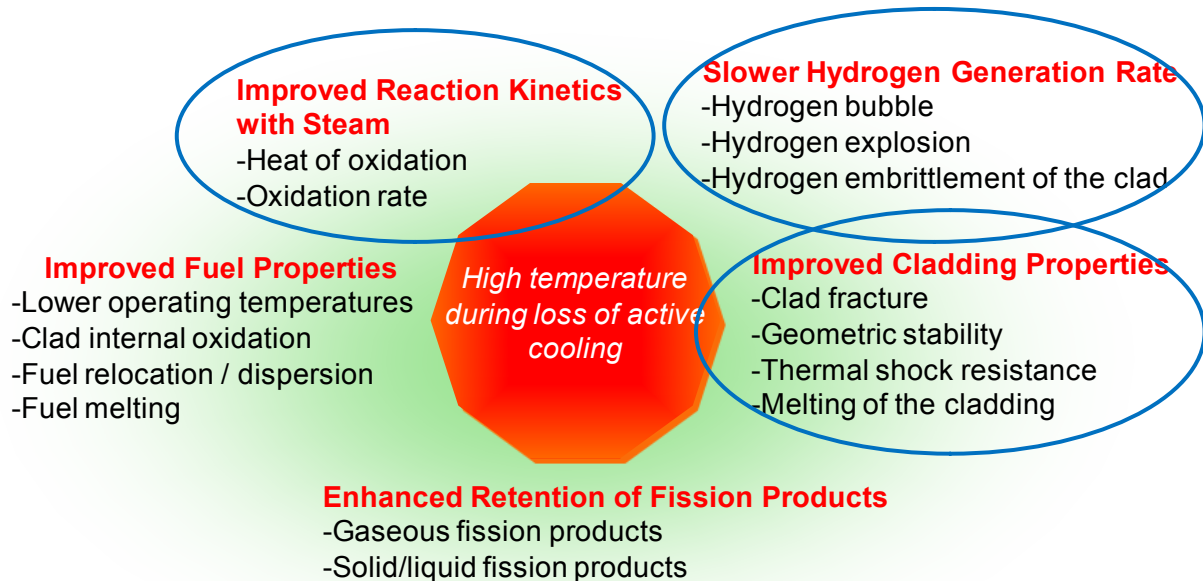 Improved Reaction Kinetics
with Steam
-Heat of oxidation
-Oxidation rate
Slower Hydrogen Generation Rate
-Hydrogen bubble
-Hydrogen explosion
-Hydrogen embrittlement of the clad
Improved Fuel Properties
-Lower operating temperatures
-Clad internal oxidation
-Fuel relocation / dispersion
-Fuel melting
High temperature
during loss of active
cooling
Improved Cladding Properties
-Clad fracture
-Geometric stability
-Thermal shock resistance
-Melting of the cladding
Enhanced Retention of Fission Products
-Gaseous fission products
-Solid/liquid fission products